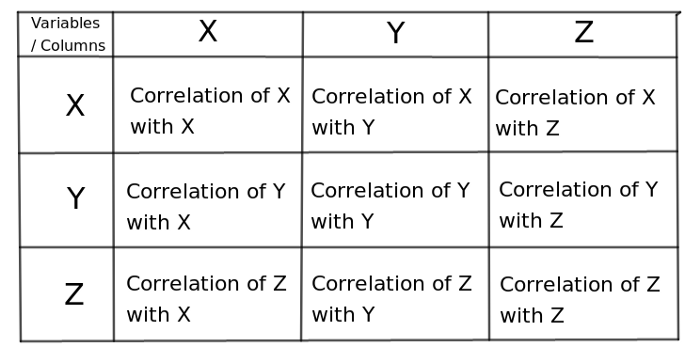 Variables
/ Columns
X
Y
Z
X
Correlation of X
with X
Correlation of X
with Y
Correlation of X
with Z
Y
Correlation of Y
with X
Correlation of Y
with Y
Correlation of Y
with Z
Z
Correlation of Z
with X
Correlation of Z
with Y
Correlation of Z
with Z